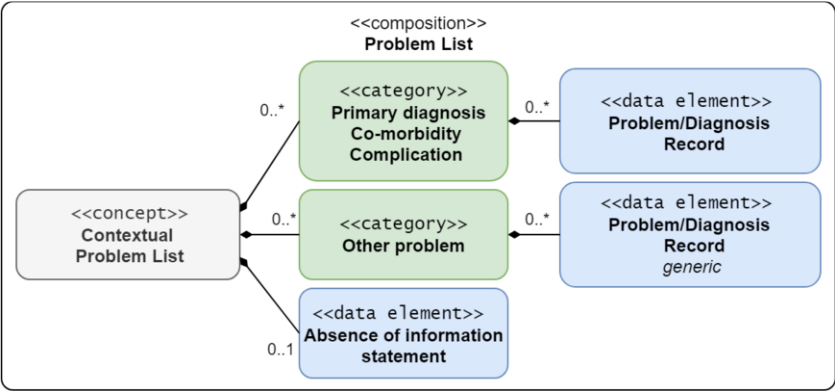 <<composition>>
Problem List
<<category>>
Primary diagnosis
Co-morbidity
Complication
0..*
0..*
<<data element>>
Problem/Diagnosis
Record
<<concept>>
Contextual
Problem List
0..*
<<category>>
Other problem
0..*
<<data element>>
Problem/Diagnosis
Record
generic
0..1
<<data element>>
Absence of information
statement